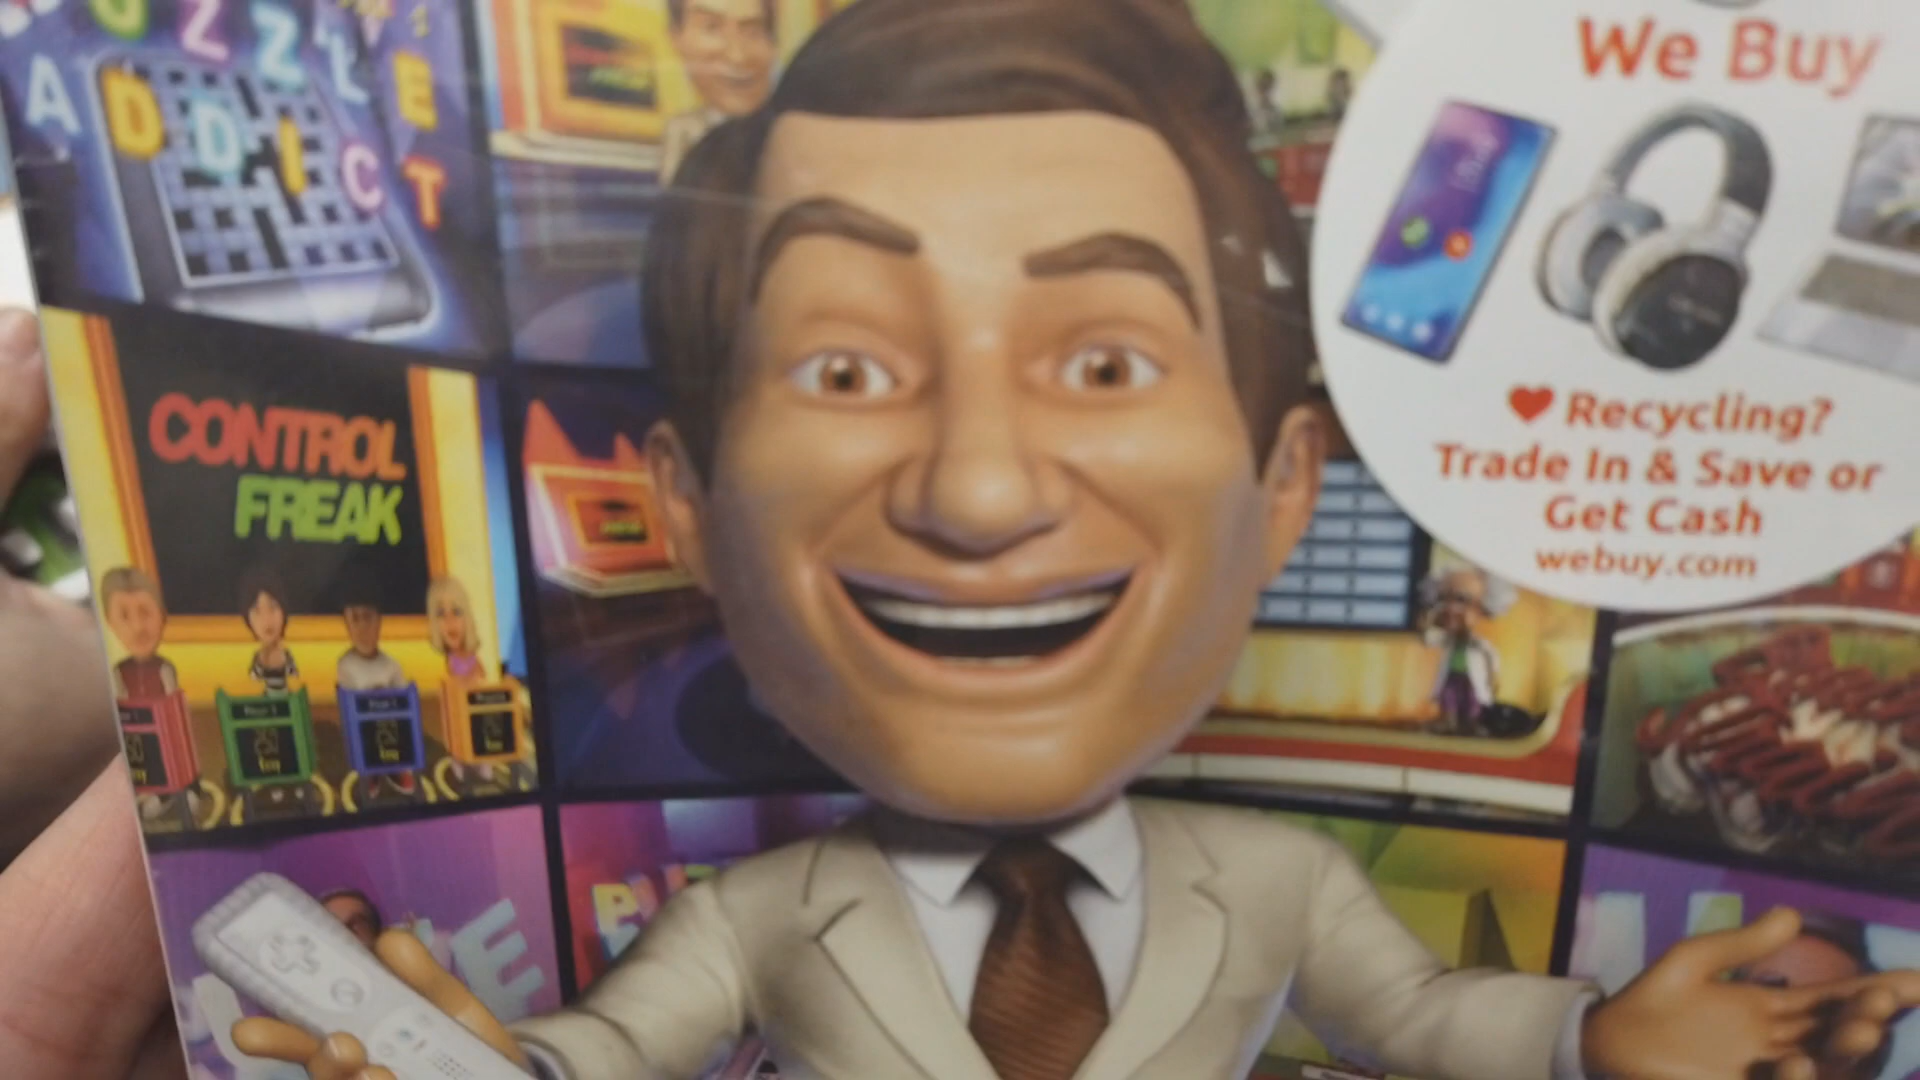 PUZZLE
ADDICT
CONTROL
FREAK
We Buy
♥ Recycling?
Trade In & Save or
Get Cash
webuy.com